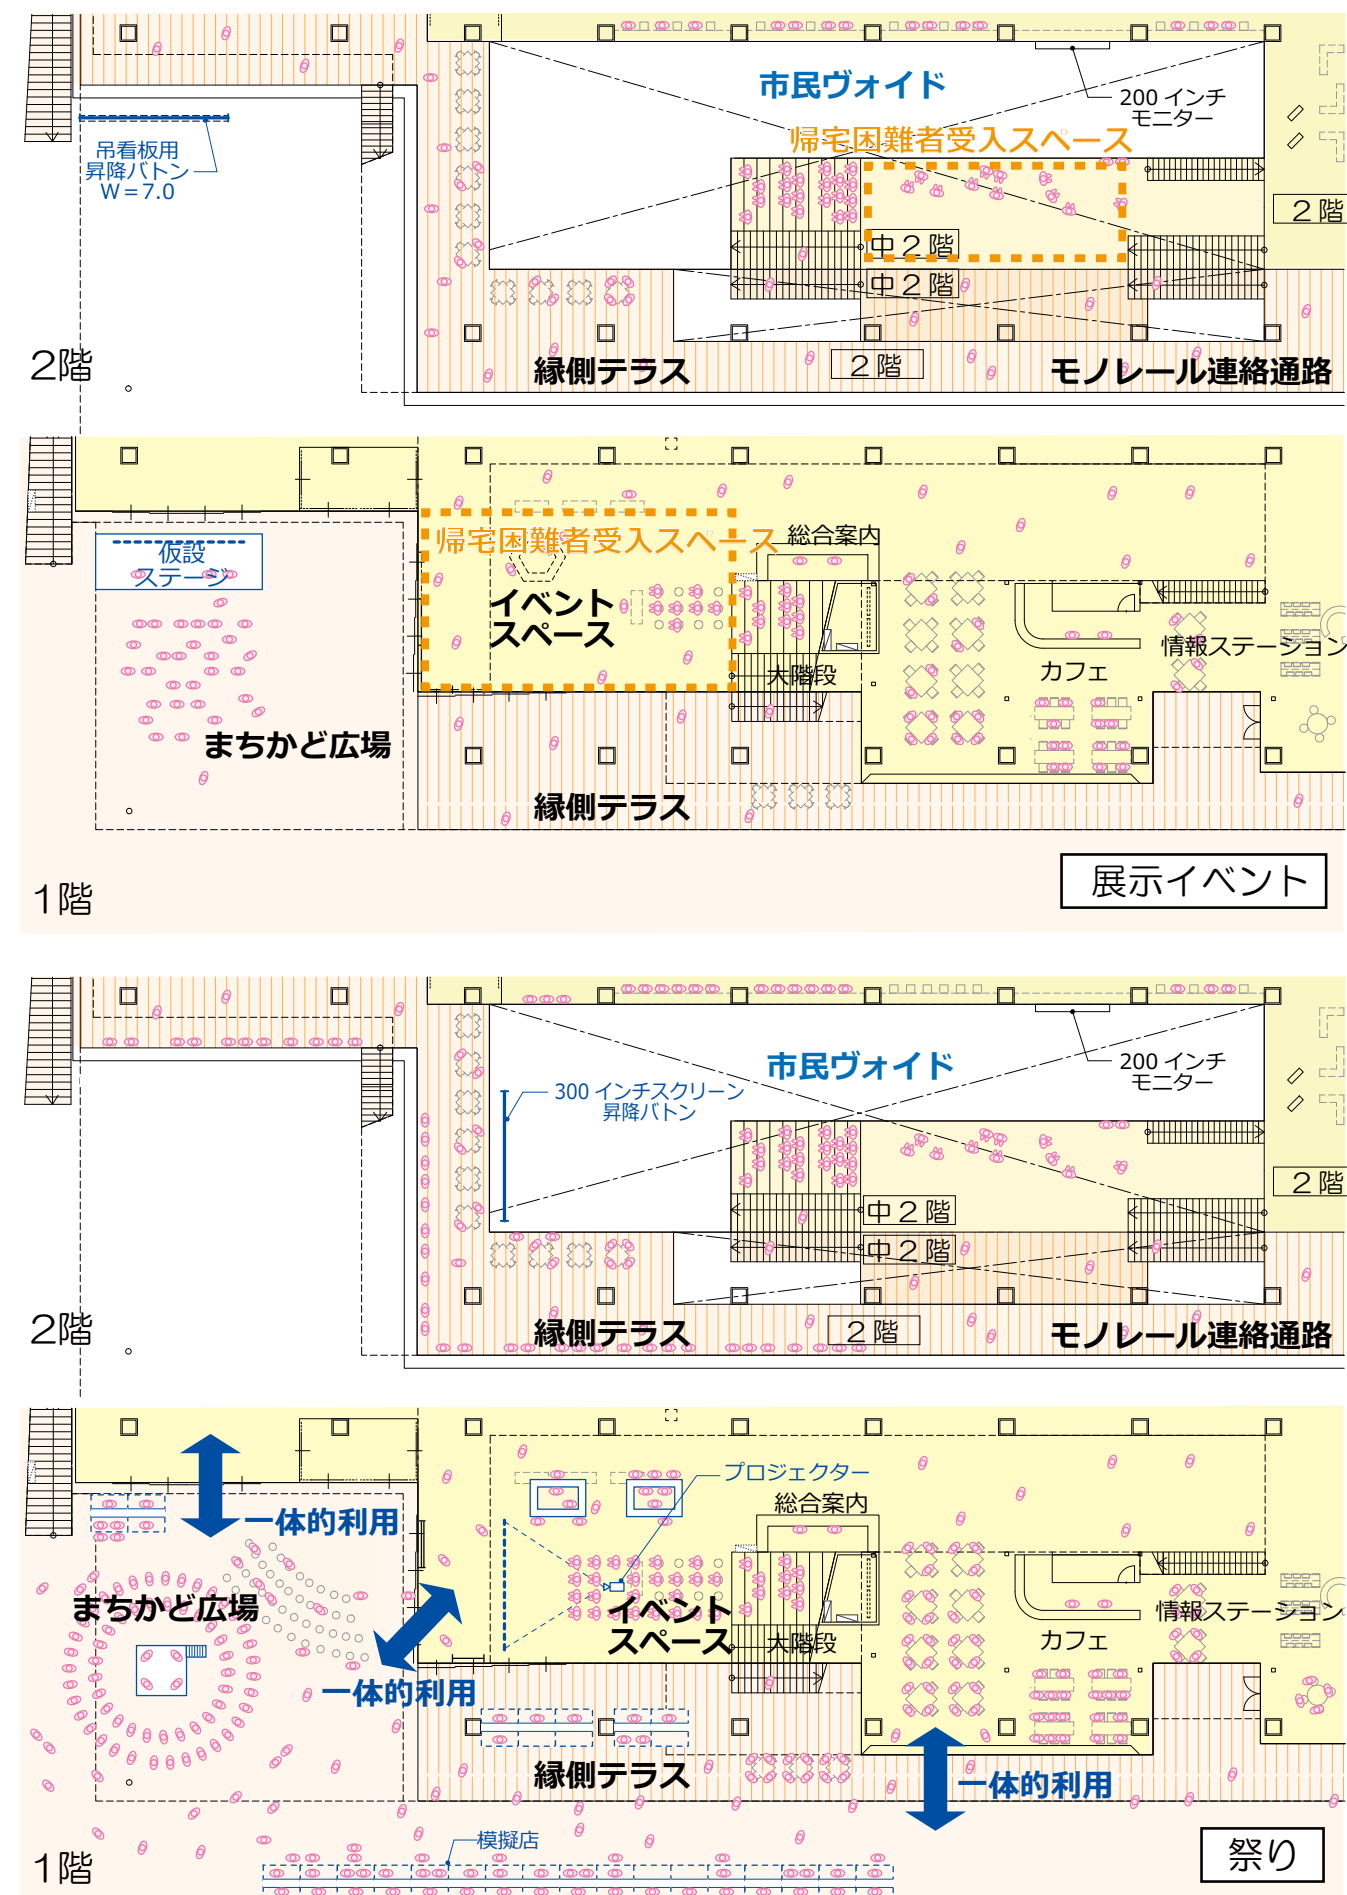 市民ヴォイド
200 インチ
モニター
吊看板用
昇降バトン
W＝7.0
帰宅困難者受入スペース
2 階
中 2 階
中 2 階
2階
縁側テラス
2 階
モノレール連絡通路
仮設
ステージ
帰宅困難者受入スペース
総合案内
イベント
スペース
大階段
カフェ
情報ステーション
まちかど広場
縁側テラス
1階
展示イベント
市民ヴォイド
200 インチ
モニター
300 インチスクリーン
昇降バトン
2 階
中 2 階
中 2 階
2階
縁側テラス
2 階
モノレール連絡通路
プロジェクター
総合案内
一体的利用
まちかど広場
イベント
スペース
大階段
カフェ
情報ステーション
一体的利用
縁側テラス
一体的利用
模擬店
1階
祭り